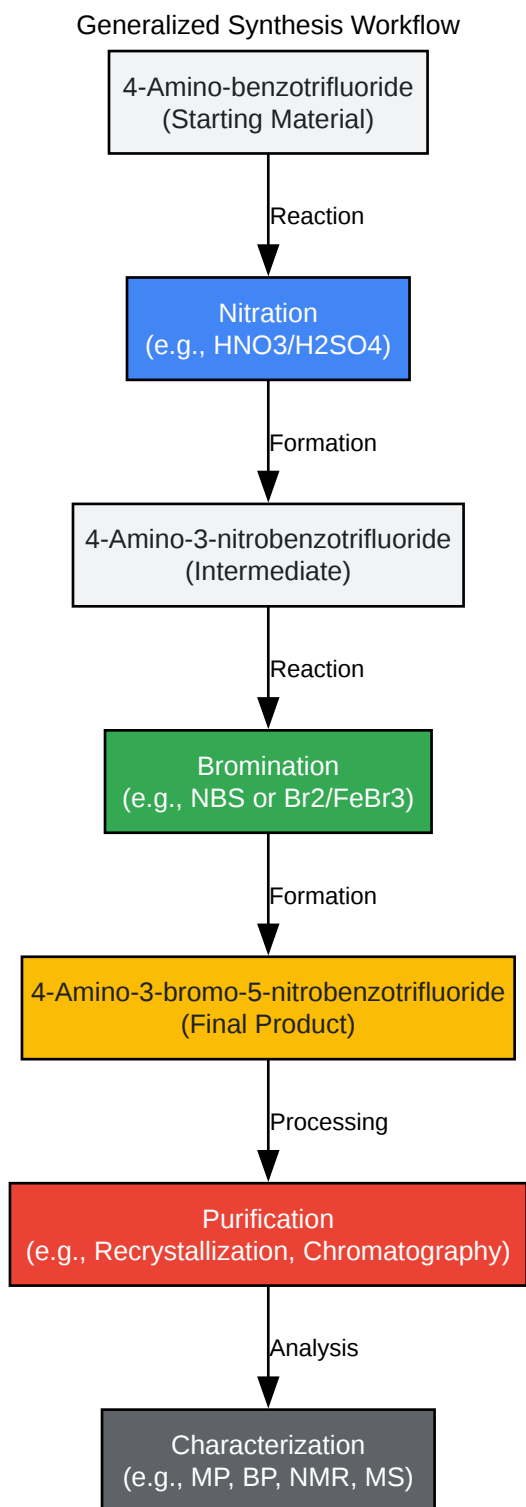 Generalized Synthesis Workflow
4-Amino-benzotrifluoride
(Starting Material)
Reaction
Nitration
(e.g., HNO3/H2SO4)
Formation
4-Amino-3-nitrobenzotrifluoride
(Intermediate)
Reaction
Bromination
(e.g., NBS or Br2/FeBr3)
Formation
4-Amino-3-bromo-5-nitrobenzotrifluoride
(Final Product)
Processing
Purification
(e.g., Recrystallization, Chromatography)
Analysis
Characterization
(e.g., MP, BP, NMR, MS)